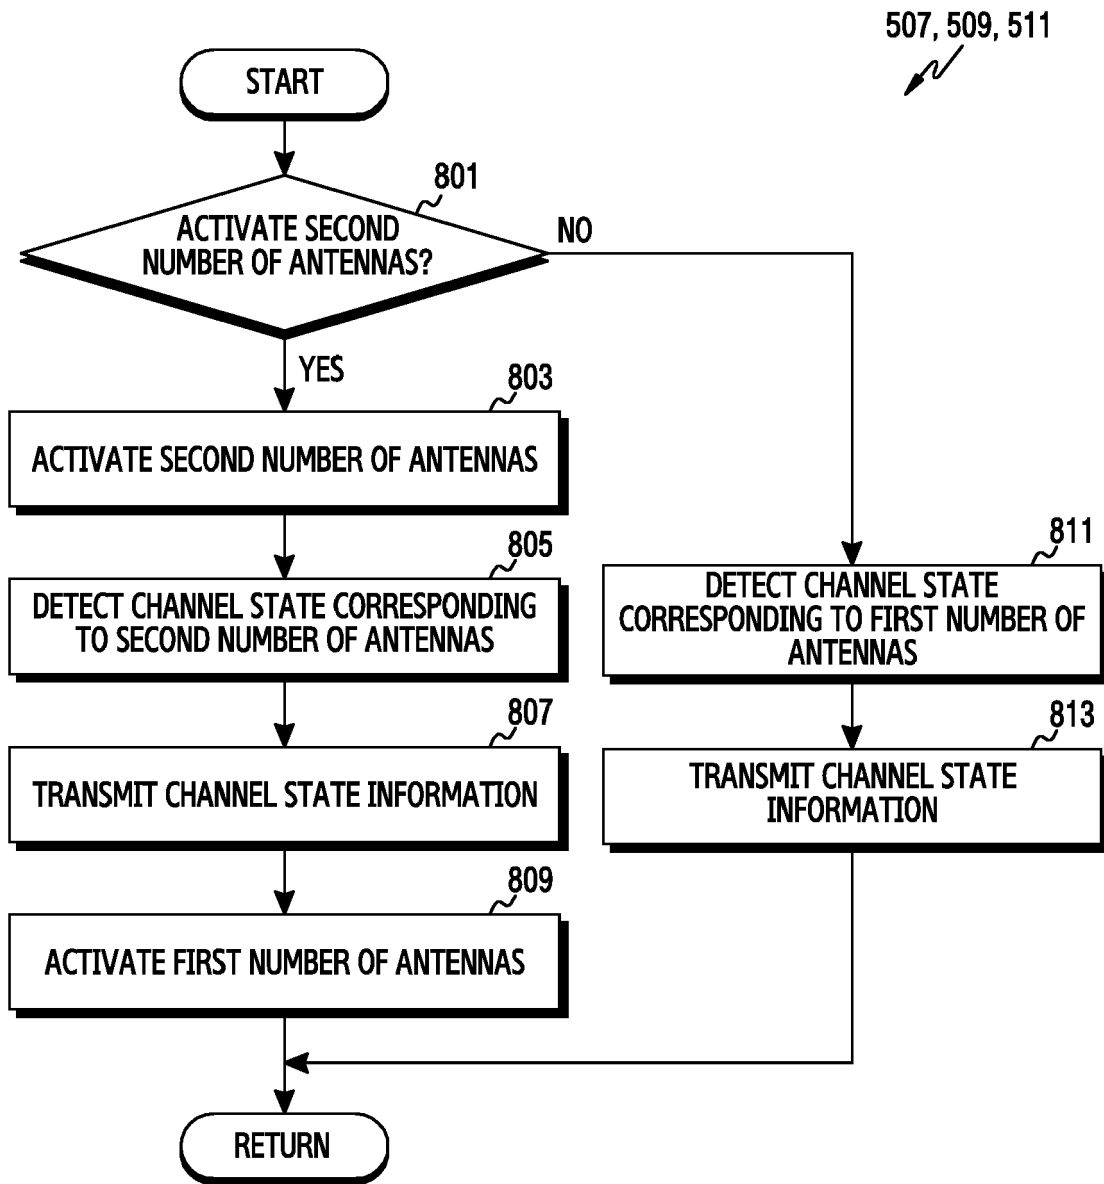 507, 509, 511
START
801
ACTIVATE SECOND
NUMBER OF ANTENNAS?
NO
YES
803
ACTIVATE SECOND NUMBER OF ANTENNAS
805
DETECT CHANNEL STATE CORRESPONDING
TO SECOND NUMBER OF ANTENNAS
807
TRANSMIT CHANNEL STATE INFORMATION
809
ACTIVATE FIRST NUMBER OF ANTENNAS
811
DETECT CHANNEL STATE
CORRESPONDING TO FIRST NUMBER OF
ANTENNAS
813
TRANSMIT CHANNEL STATE
INFORMATION
RETURN